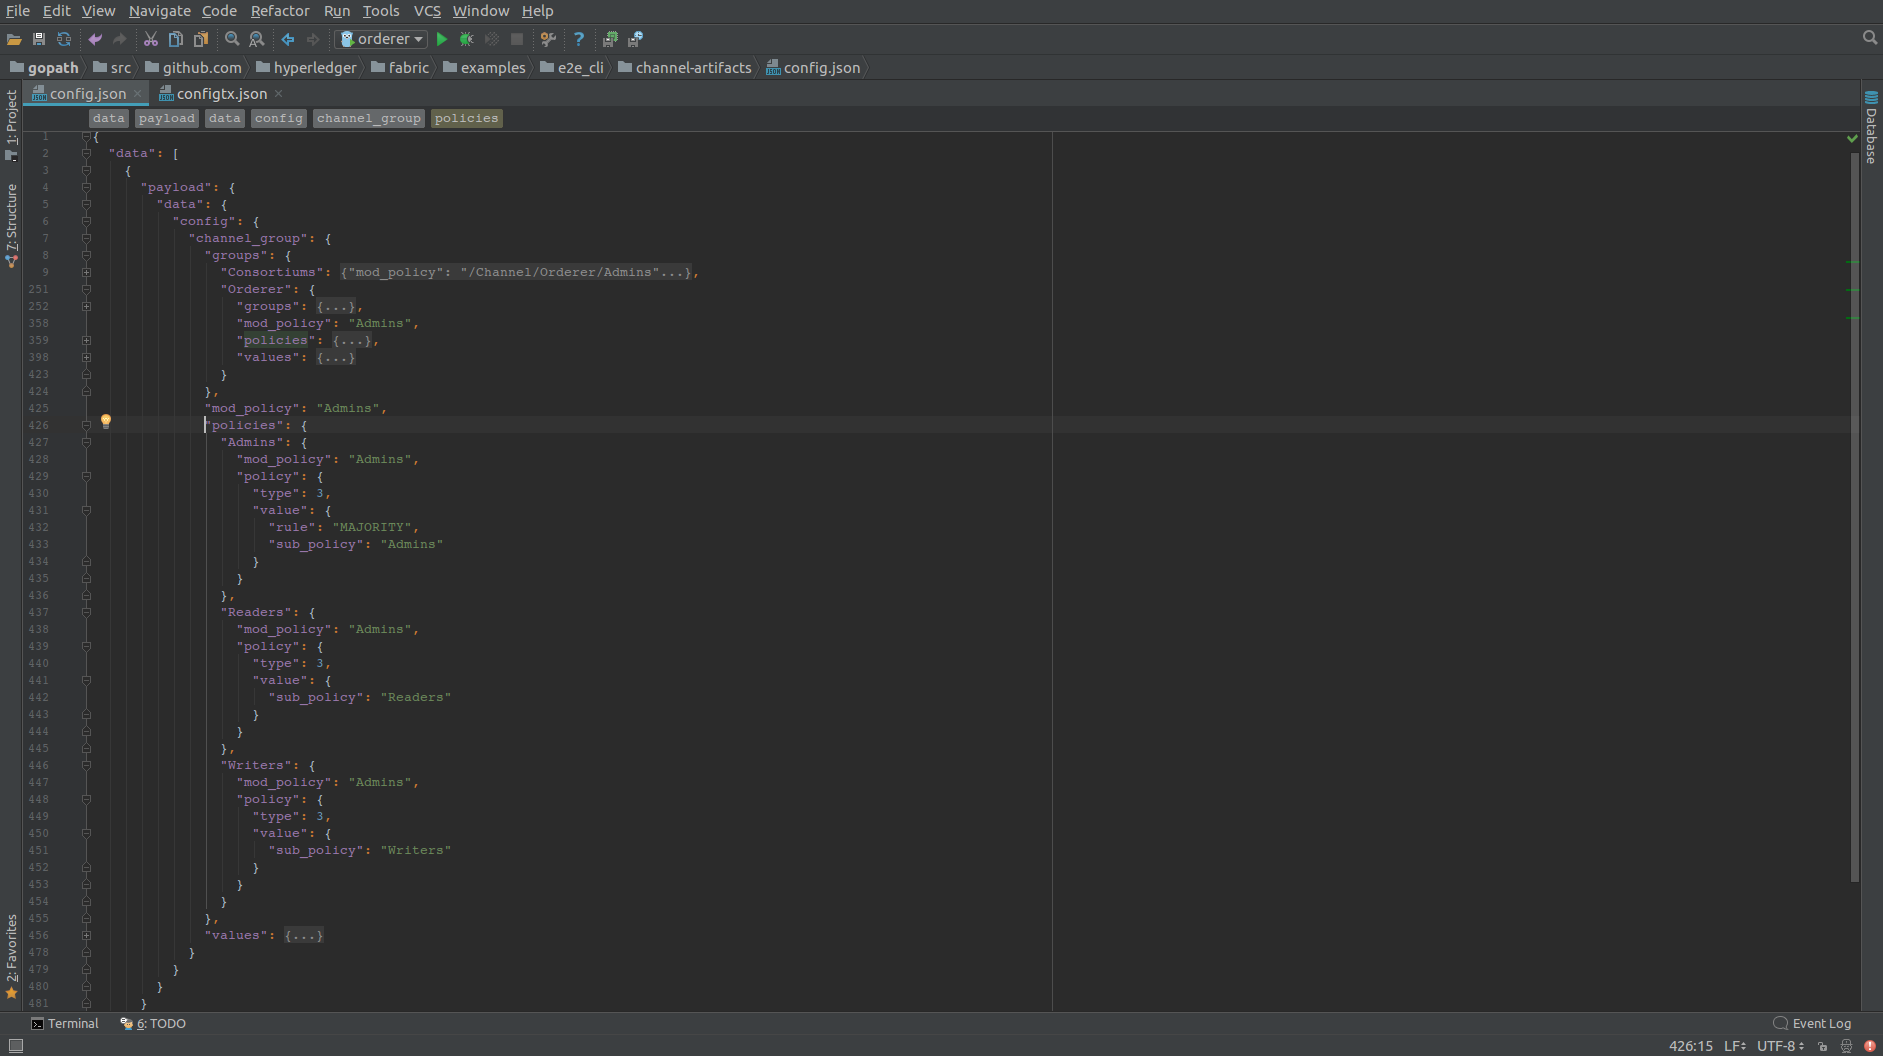 File Edit View Navigate Code Refactor Run Tools VCS Window Help
orderer
gopath src github.com hyperledger fabric examples e2e_cli channel-artifacts config.json
config.json configtx.json
data payload data config channel_group policies
1 {
2 "data": [
3 {
4 "payload": {
5 "data": {
6 "config": {
7 "channel_group": {
8 "groups": {
9 "Consortiums": {"mod_policy": "/Channel/Orderer/Admins"...},
251 "Orderer": {
252 "groups": {...},
358 "mod_policy": "Admins",
359 "policies": {...},
398 "values": {...}
423 }
424 },
425 "mod_policy": "Admins",
426 "policies": {
427 "Admins": {
428 "mod_policy": "Admins",
429 "policy": {
430 "type": 3,
431 "value": {
432 "rule": "MAJORITY",
433 "sub_policy": "Admins"
434 }
435 }
436 },
437 "Readers": {
438 "mod_policy": "Admins",
439 "policy": {
440 "type": 3,
441 "value": {
442 "sub_policy": "Readers"
443 }
444 }
445 },
446 "Writers": {
447 "mod_policy": "Admins",
448 "policy": {
449 "type": 3,
450 "value": {
451 "sub_policy": "Writers"
452 }
453 }
454 }
455 },
456 "values": {...}
478 }
479 }
480 }
481 }
1: Project
7: Structure
2: Favorites
Database
Terminal 6: TODO Event Log
426:15 LF UTF-8